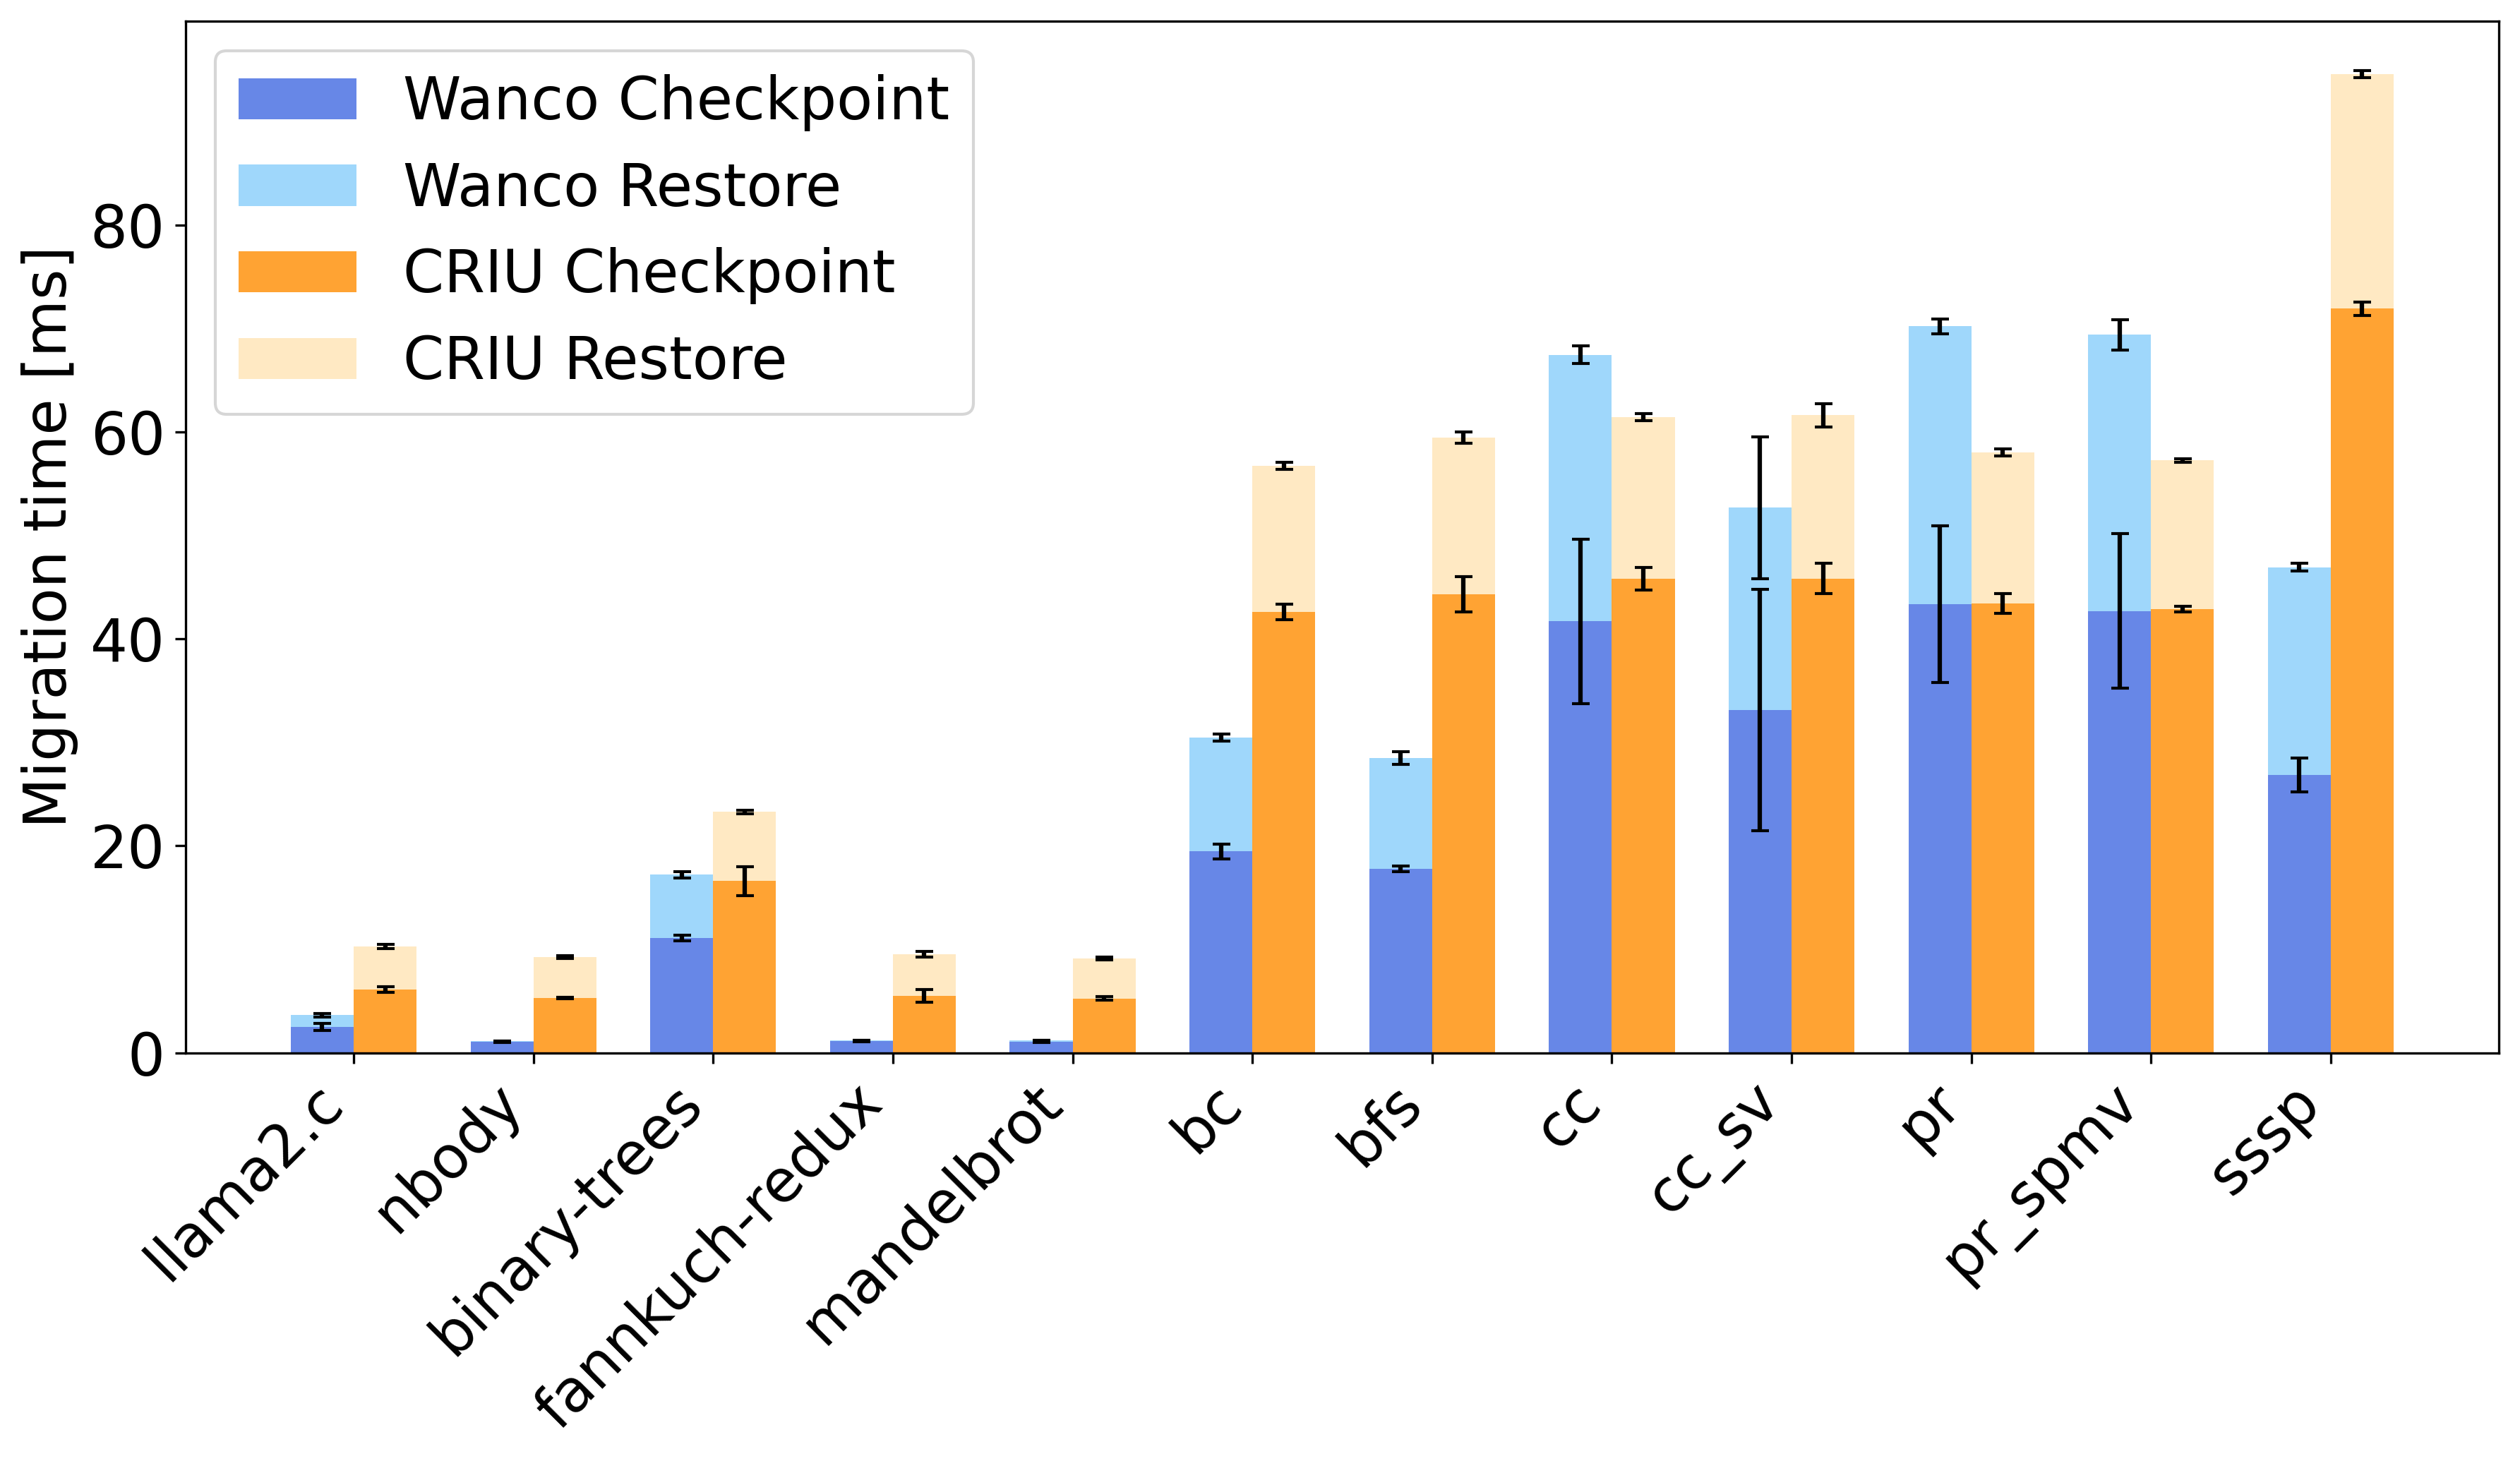 Wanco Checkpoint
Wanco Restore
CRIU Checkpoint
CRIU Restore
Migration time [ms]
80
60
40
20
0
llama2.c
nbody
binary-trees
fannkuch-redux
mandelbrot
bc
bfs
cc
cc_sv
pr
pr_spmv
sssp